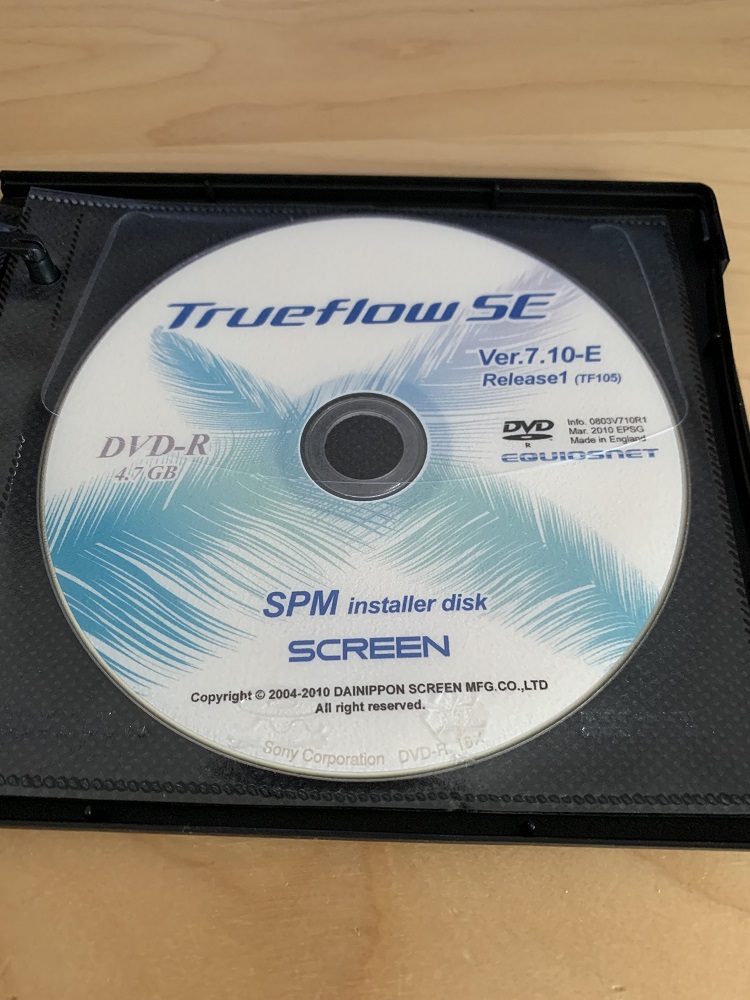 Trueflow SE
Ver.7.10-E
Release1 (TF105)
DVD-R
4.7 GB
DVD
R
Info. 0803V710R1
Mar. 2010 EPSG
Made in England
EQUIOSNET
SPM installer disk
SCREEN
Copyright © 2004-2010 DAINIPPON SCREEN MFG.CO.,LTD
All right reserved.
Sony Corporation DVD-R 16X